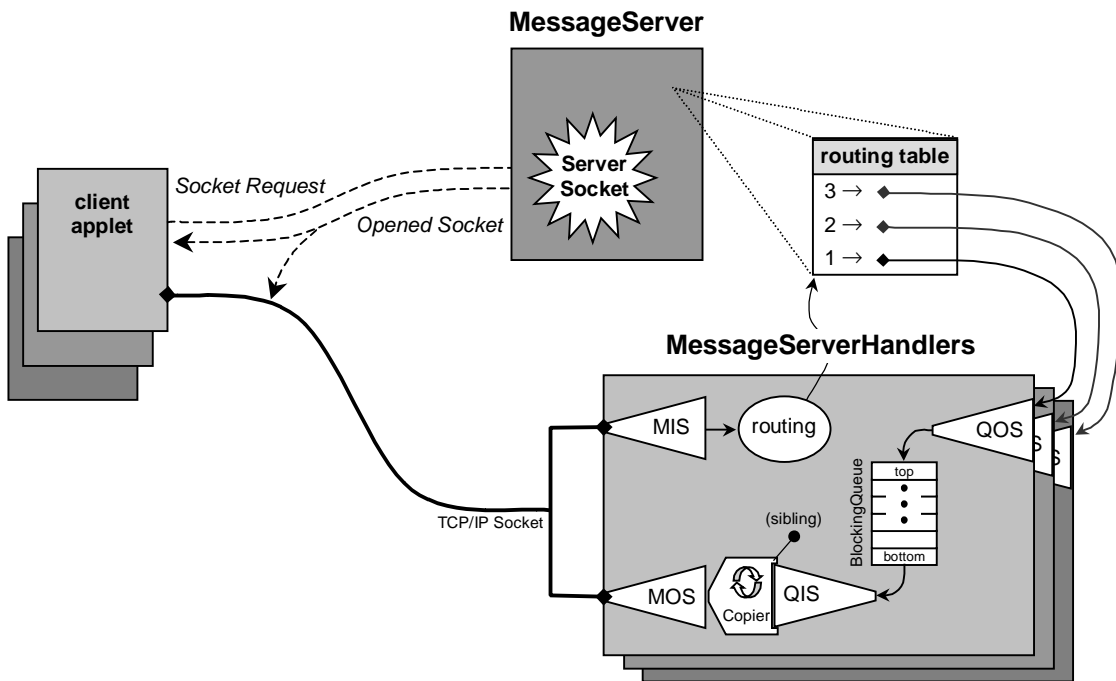 MessageServer
Server
Socket
routing table
3 →
2 →
1 →
client
applet
Socket Request
Opened Socket
MessageServerHandlers
MIS
routing
QOS
S
S
top
BlockingQueue
bottom
TCP/IP Socket
(sibling)
MOS
Copier
QIS